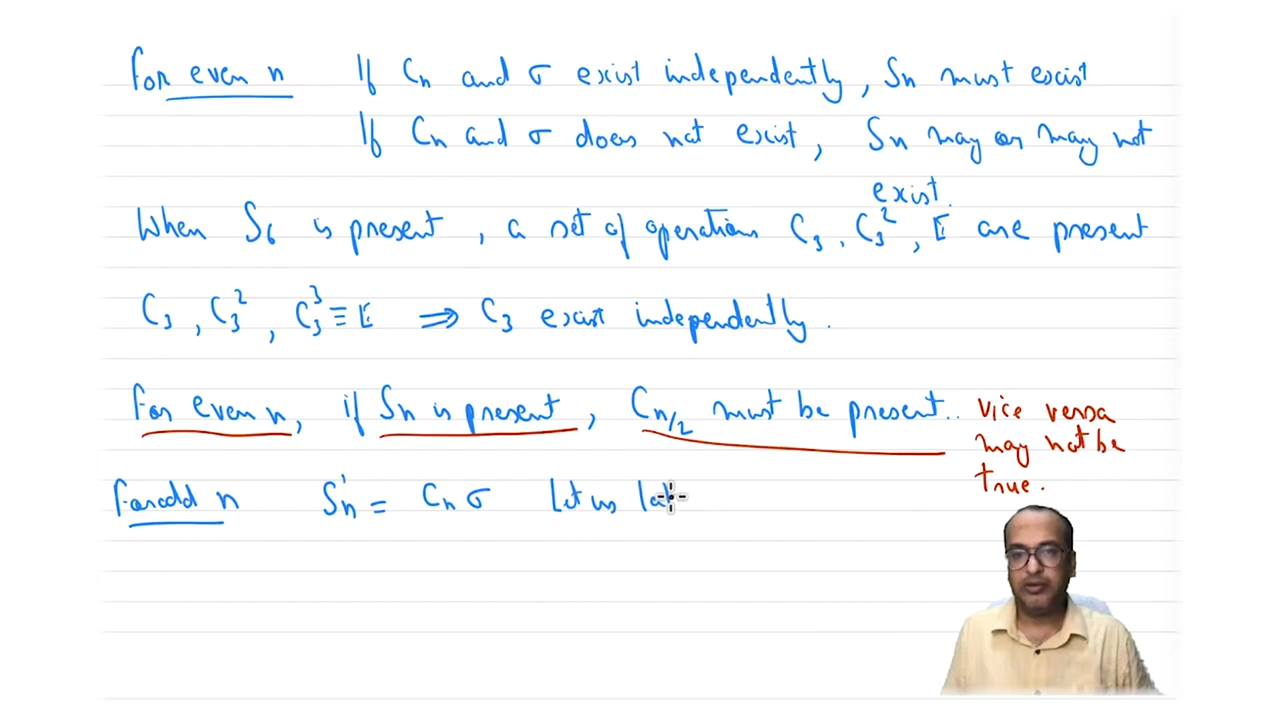 For even n If Cn and σ exist independently, Sn must exist
If Cn and σ does not exist, Sn may or may not
exist.
When S₆ is present, a set of operations C₃, C₃², E are present
C₃, C₃², C₃³ ≡ E ⇒ C₃ exist independently.
For even n, if Sn is present, Cn/2 must be present.. Vice versa
may not be
true.
For odd n Sn¹ = Cn σ Let us